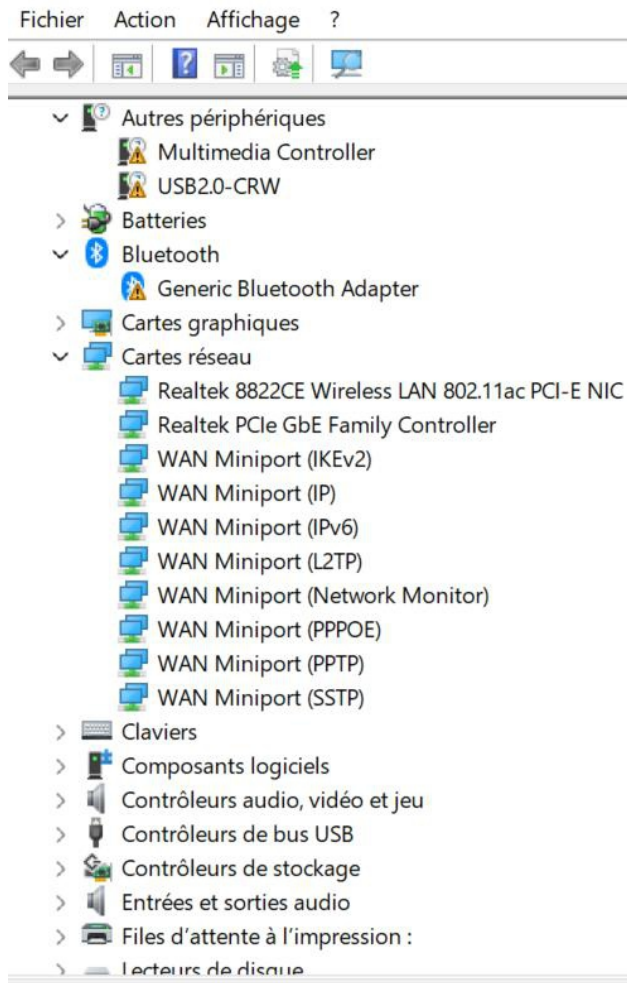 Fichier Action Affichage ?
Autres périphériques
Multimedia Controller
USB2.0-CRW
Batteries
Bluetooth
Generic Bluetooth Adapter
Cartes graphiques
Cartes réseau
Realtek 8822CE Wireless LAN 802.11ac PCI-E NIC
Realtek PCIe GbE Family Controller
WAN Miniport (IKEv2)
WAN Miniport (IP)
WAN Miniport (IPv6)
WAN Miniport (L2TP)
WAN Miniport (Network Monitor)
WAN Miniport (PPPOE)
WAN Miniport (PPTP)
WAN Miniport (SSTP)
Claviers
Composants logiciels
Contrôleurs audio, vidéo et jeu
Contrôleurs de bus USB
Contrôleurs de stockage
Entrées et sorties audio
Files d’attente à l’impression :
Lecteurs de disque